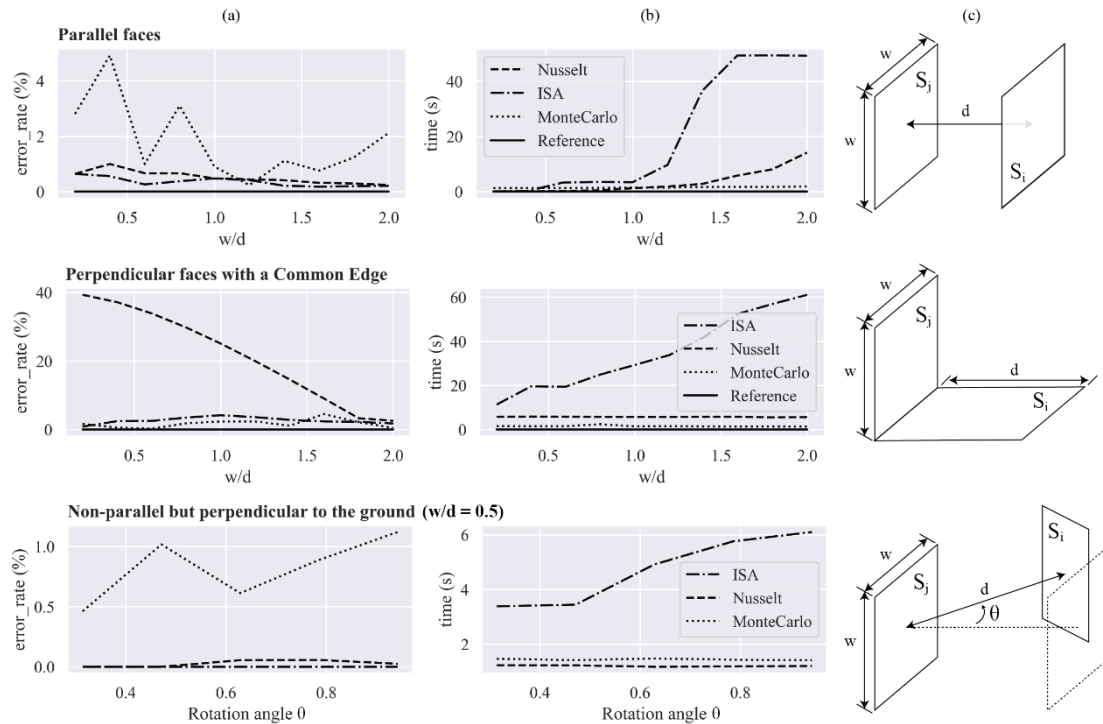 (a)
(b)
(c)
Parallel faces
error_rate (%)
4
2
0
0.5
1.0
1.5
2.0
w/d
time (s)
40
20
0
Nusselt
ISA
MonteCarlo
Reference
0.5
1.0
1.5
2.0
w/d
w
w
S_j
d
S_i
Perpendicular faces with a Common Edge
error_rate (%)
40
20
0
0.5
1.0
1.5
2.0
w/d
time (s)
60
40
20
0
ISA
Nusselt
MonteCarlo
Reference
0.5
1.0
1.5
2.0
w/d
w
w
S_j
d
S_i
Non-parallel but perpendicular to the ground (w/d = 0.5)
error_rate (%)
1.0
0.5
0.0
0.4
0.6
0.8
Rotation angle θ
time (s)
6
4
2
ISA
Nusselt
MonteCarlo
0.4
0.6
0.8
Rotation angle θ
w
w
S_j
d
θ
S_i